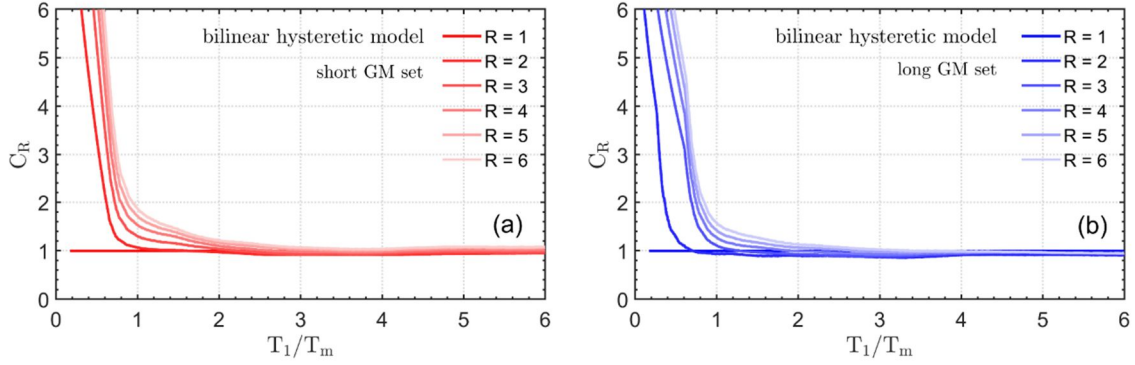 6
5
4
3
2
1
0
C_R
bilinear hysteretic model
short GM set
R = 1
R = 2
R = 3
R = 4
R = 5
R = 6
(a)
0 1 2 3 4 5 6
T_1/T_m
6
5
4
3
2
1
0
C_R
bilinear hysteretic model
long GM set
R = 1
R = 2
R = 3
R = 4
R = 5
R = 6
(b)
0 1 2 3 4 5 6
T_1/T_m